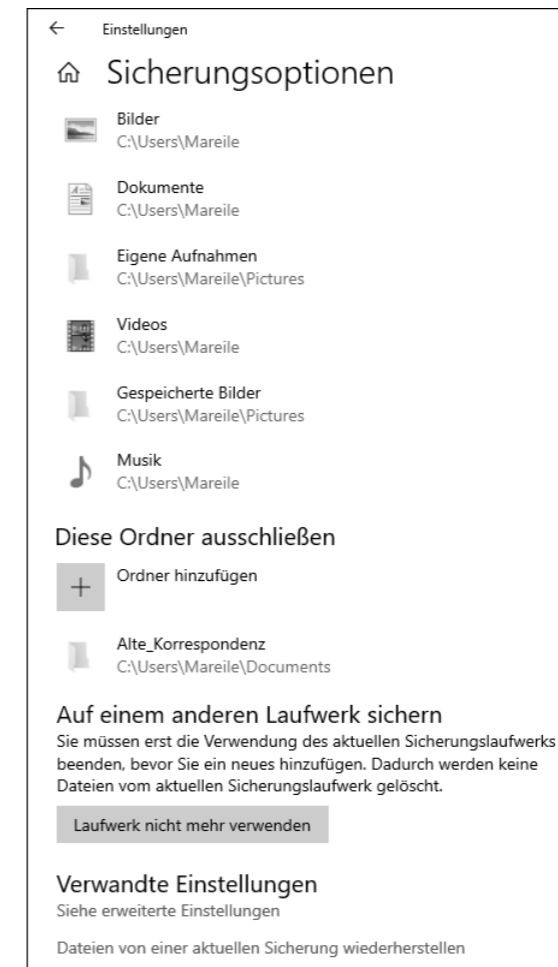 Einstellungen
Sicherungsoptionen
Bilder
C:\Users\Mareile
Dokumente
C:\Users\Mareile
Eigene Aufnahmen
C:\Users\Mareile\Pictures
Videos
C:\Users\Mareile
Gespeicherte Bilder
C:\Users\Mareile\Pictures
Musik
C:\Users\Mareile
Diese Ordner ausschließen
Ordner hinzufügen
Alte_Korrespondenz
C:\Users\Mareile\Documents
Auf einem anderen Laufwerk sichern
Sie müssen erst die Verwendung des aktuellen Sicherungslaufwerks
beenden, bevor Sie ein neues hinzufügen. Dadurch werden keine
Dateien vom aktuellen Sicherungslaufwerk gelöscht.
Laufwerk nicht mehr verwenden
Verwandte Einstellungen
Siehe erweiterte Einstellungen
Dateien von einer aktuellen Sicherung wiederherstellen